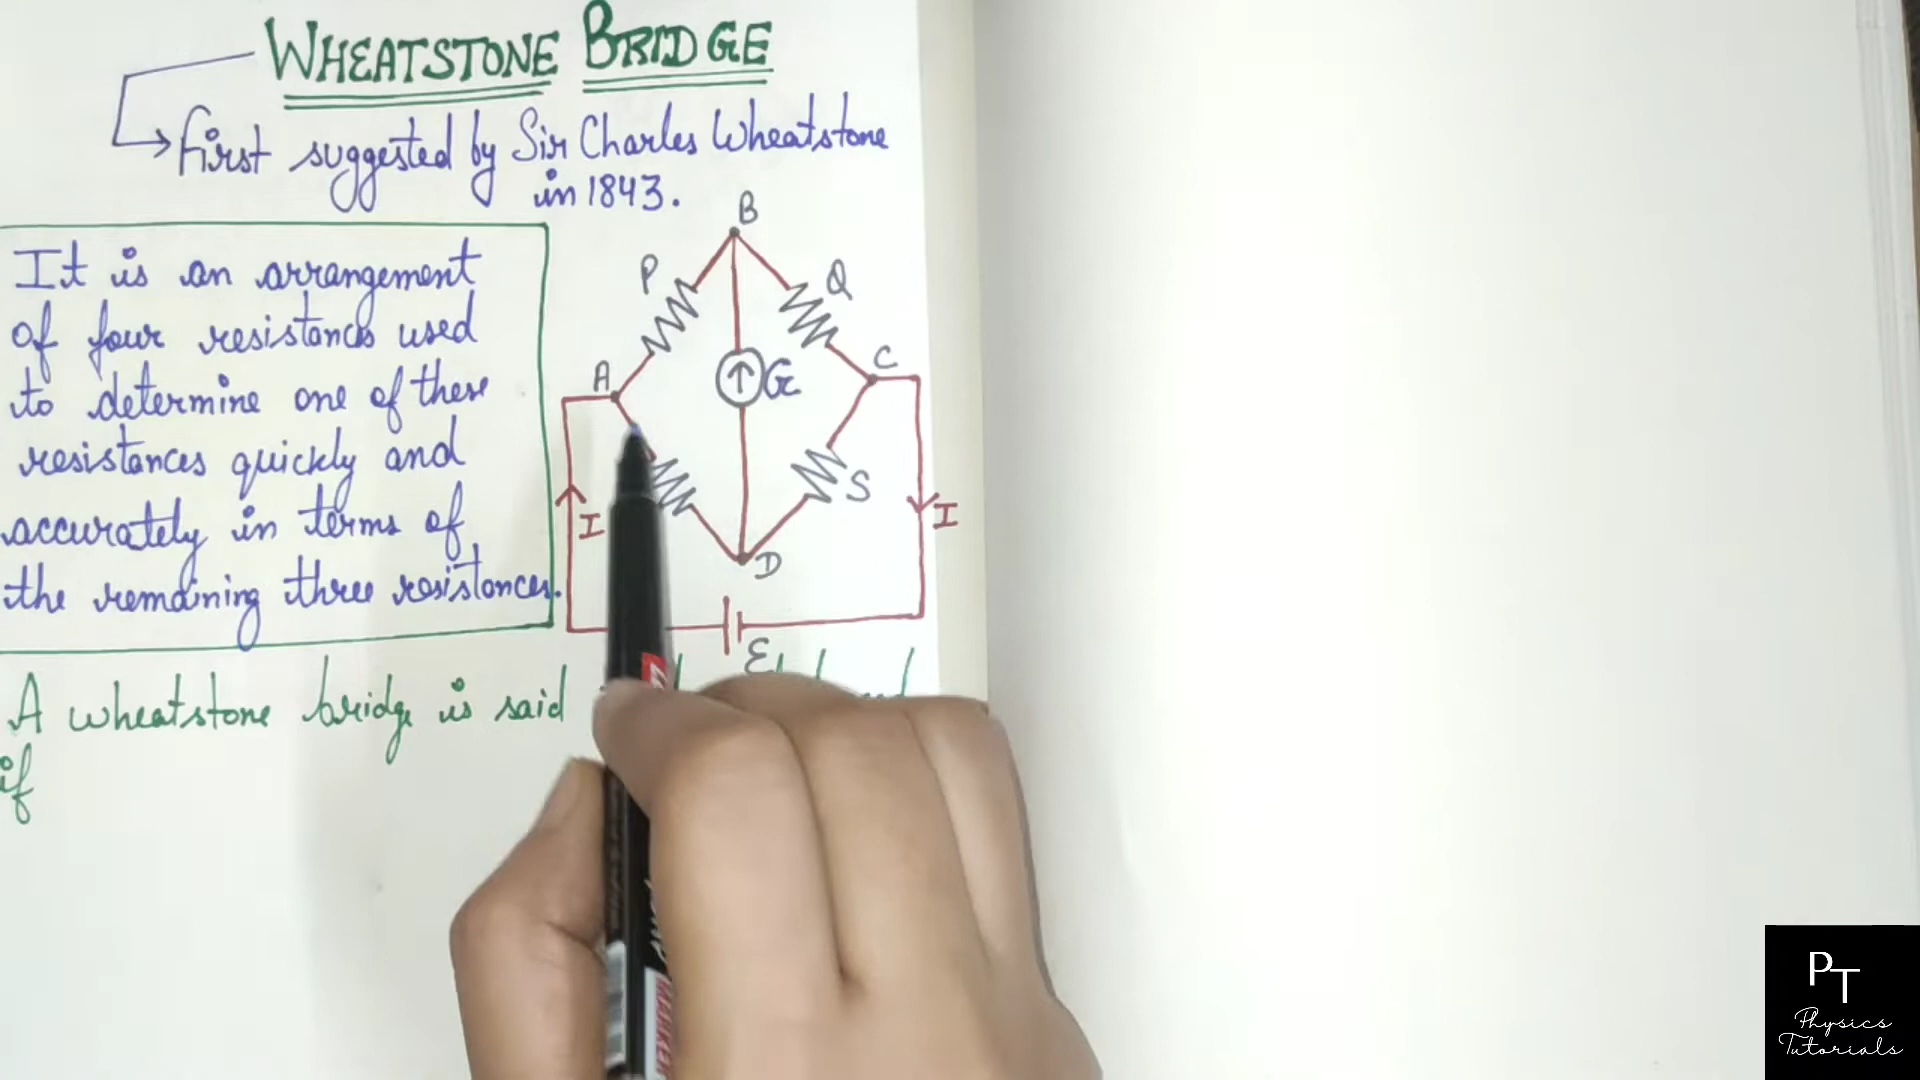 WHEATSTONE BRIDGE
First suggested by Sir Charles Wheatstone
in 1843.
It is an arrangement
of four resistances used
to determine one of these
resistances quickly and
accurately in terms of
the remaining three resistances.
B
P
Q
A
G
C
S
I
I
D
E
A wheatstone bridge is said
if
PT
Physics
Tutorials